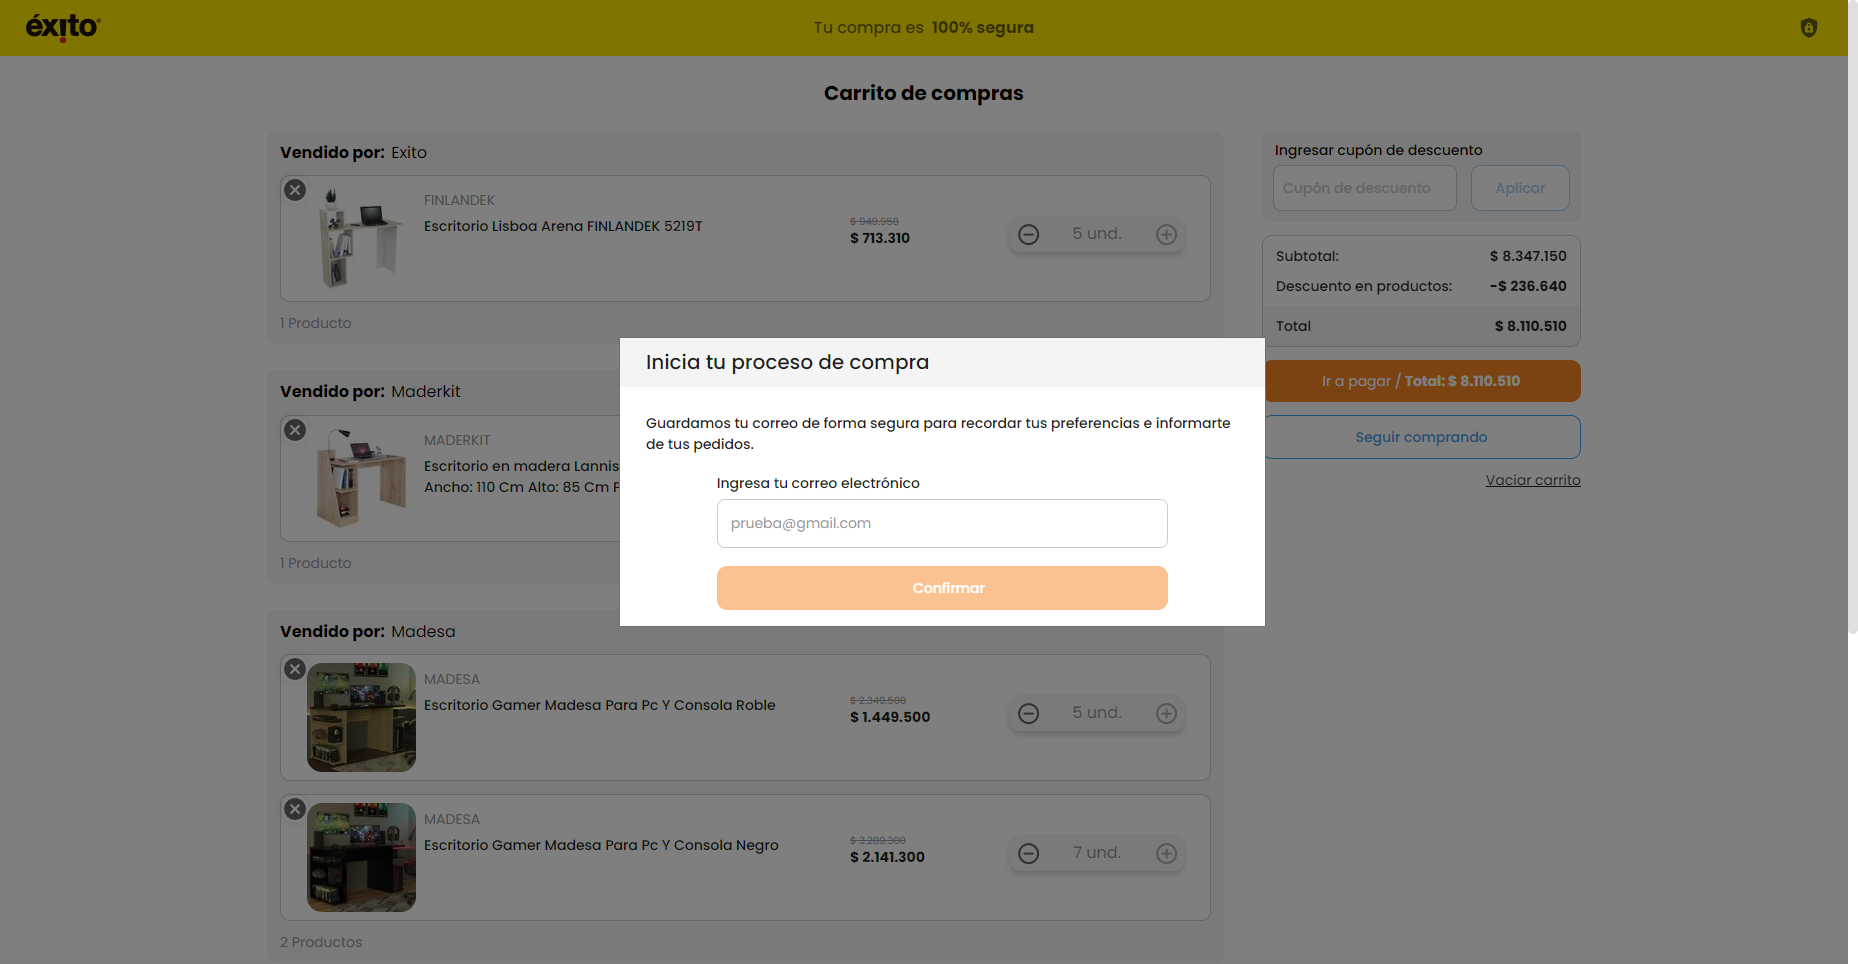 éxito
Tu compra es 100% segura
Carrito de compras
Vendido por: Exito
FINLANDEK
Escritorio Lisboa Arena FINLANDEK 5219T
$ 949.950
$ 713.310
5 und.
1 Producto
Vendido por: Maderkit
MADERKIT
Escritorio en madera Lannis
Ancho: 110 Cm Alto: 85 Cm
1 Producto
Vendido por: Madesa
MADESA
Escritorio Gamer Madesa Para Pc Y Consola Roble
$ 2.349.500
$ 1.449.500
5 und.
MADESA
Escritorio Gamer Madesa Para Pc Y Consola Negro
$ 3.289.300
$ 2.141.300
7 und.
2 Productos
Ingresar cupón de descuento
Cupón de descuento
Aplicar
Subtotal: $ 8.347.150
Descuento en productos: -$ 236.640
Total $ 8.110.510
Ir a pagar / Total: $ 8.110.510
Seguir comprando
Vaciar carrito
Inicia tu proceso de compra
Guardamos tu correo de forma segura para recordar tus preferencias e informarte
de tus pedidos.
Ingresa tu correo electrónico
prueba@gmail.com
Confirmar